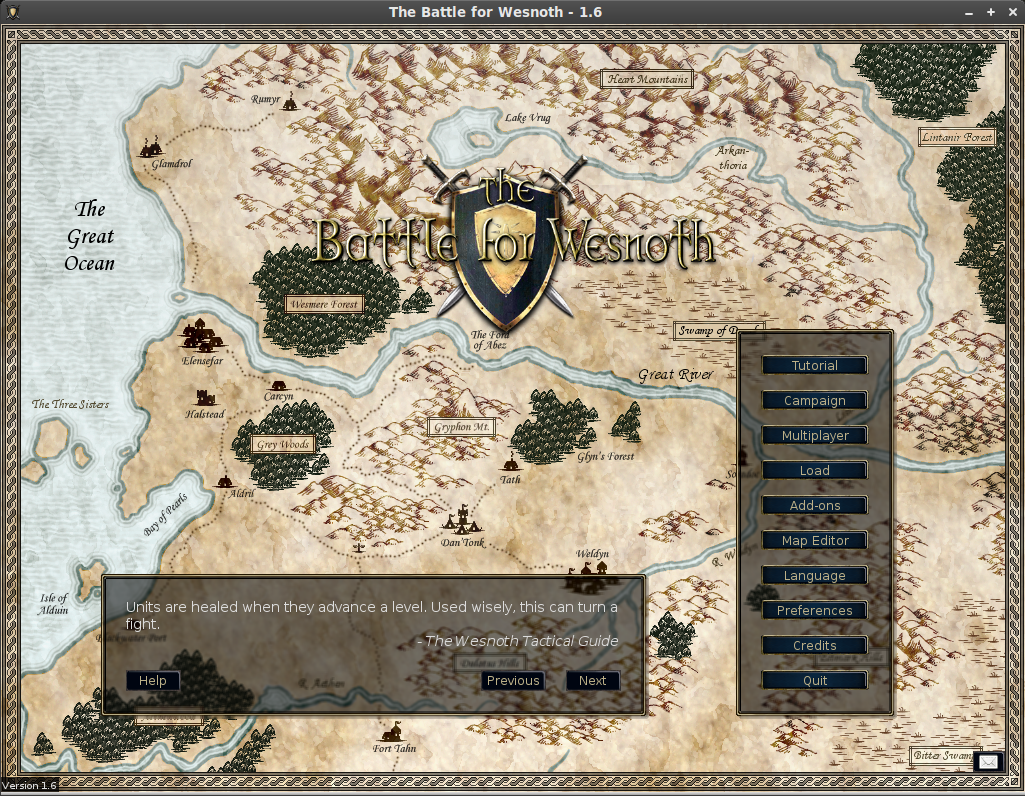 The Battle for Wesnoth - 1.6
Heart Mountains
Rumyr
Lake Vrug
Lintanir Forest
Arkan-
thoria
Glamdrol
The
Great
Ocean
The
Battle for Wesnoth
Wesmere Forest
The Ford
of Abez
Swamp of D
Elensefar
Great River
Carcyn
Halstead
The Three Sisters
Gryphon Mt.
Grey Woods
Glyn's Forest
Tath
Aldril
Bay of Pearls
Dan'Tonk
Weldyn
Isle of
Alduin
Fort Tahn
Bitter Swamp
Tutorial
Campaign
Multiplayer
Load
Add-ons
Map Editor
Language
Preferences
Credits
Quit
Units are healed when they advance a level. Used wisely, this can turn a
fight.
- The Wesnoth Tactical Guide
Help
Previous
Next
Version 1.6